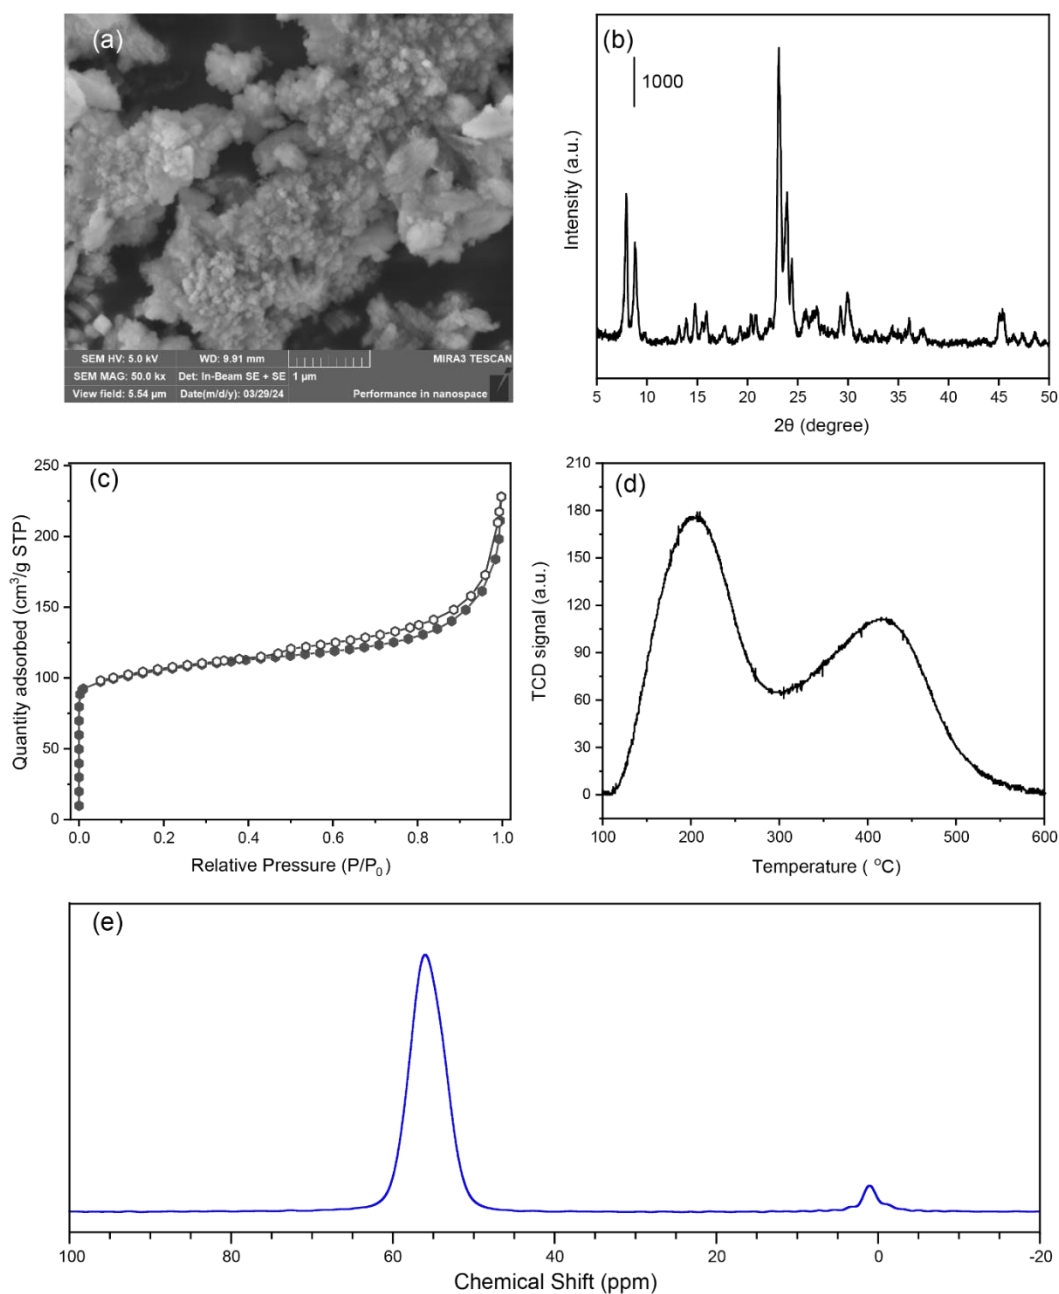 (a)
SEM HV: 5.0 kV WD: 9.91 mm MIRA3 TESCAN
SEM MAG: 50.0 kx Det: In-Beam SE + SE 1 µm
View field: 5.54 µm Date(m/d/y): 03/29/24 Performance in nanospace
(b)
1000
Intensity (a.u.)
5 10 15 20 25 30 35 40 45 50
2θ (degree)
(c)
Quantity adsorbed (cm³/g STP)
250
200
150
100
50
0
0.0 0.2 0.4 0.6 0.8 1.0
Relative Pressure (P/P₀)
(d)
TCD signal (a.u.)
210
180
150
120
90
60
30
0
100 200 300 400 500 600
Temperature ( °C)
(e)
100 80 60 40 20 0 -20
Chemical Shift (ppm)